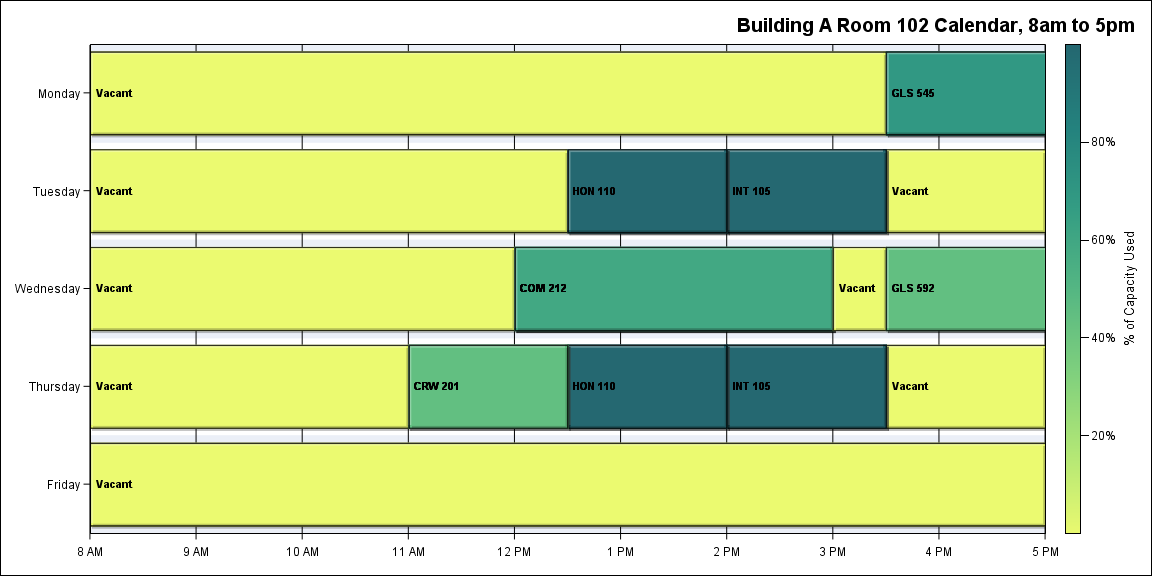 Building A Room 102 Calendar, 8am to 5pm
Monday
Vacant
GLS 545
Tuesday
Vacant
HON 110
INT 105
Vacant
Wednesday
Vacant
COM 212
Vacant
GLS 592
Thursday
Vacant
CRW 201
HON 110
INT 105
Vacant
Friday
Vacant
8 AM
9 AM
10 AM
11 AM
12 PM
1 PM
2 PM
3 PM
4 PM
5 PM
80%
60%
40%
20%
% of Capacity Used